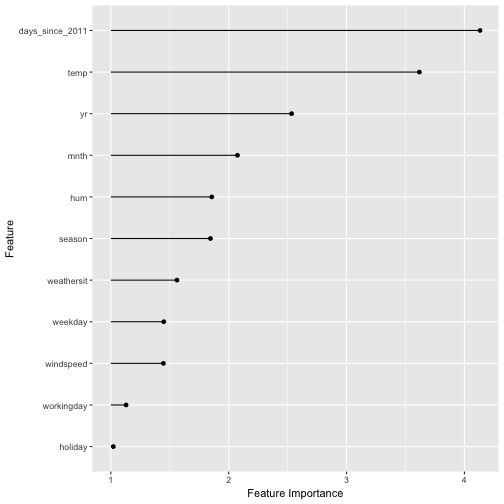 days_since_2011
temp
yr
mnth
hum
season
weathersit
weekday
windspeed
workingday
holiday
Feature
1 2 3 4
Feature Importance